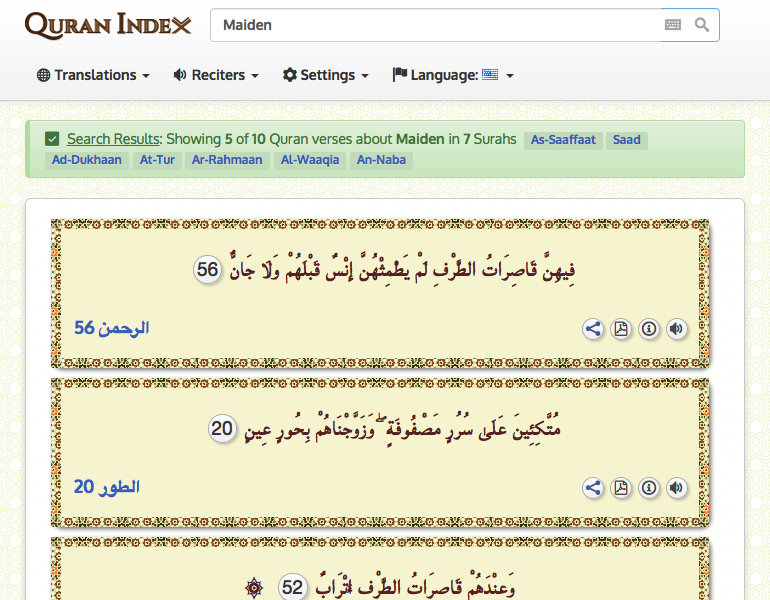 Quran Index
Maiden
Translations Reciters Settings Language:
Search Results: Showing 5 of 10 Quran verses about Maiden in 7 Surahs As-Saaffaat Saad
Ad-Dukhaan At-Tur Ar-Rahmaan Al-Waaqia An-Naba
فِيهِنَّ قَاصِرَاتُ الطَّرْفِ لَمْ يَطْمِثْهُنَّ إِنْسٌ قَبْلَهُمْ وَلَا جَانٌّ 56
الرحمن 56
مُتَّكِئِينَ عَلَىٰ سُرُرٍ مَصْفُوفَةٍ ۖ وَزَوَّجْنَاهُمْ بِحُورٍ عِينٍ 20
الطور 20
وَعِنْدَهُمْ قَاصِرَاتُ الطَّرْفِ أَتْرَابٌ 52